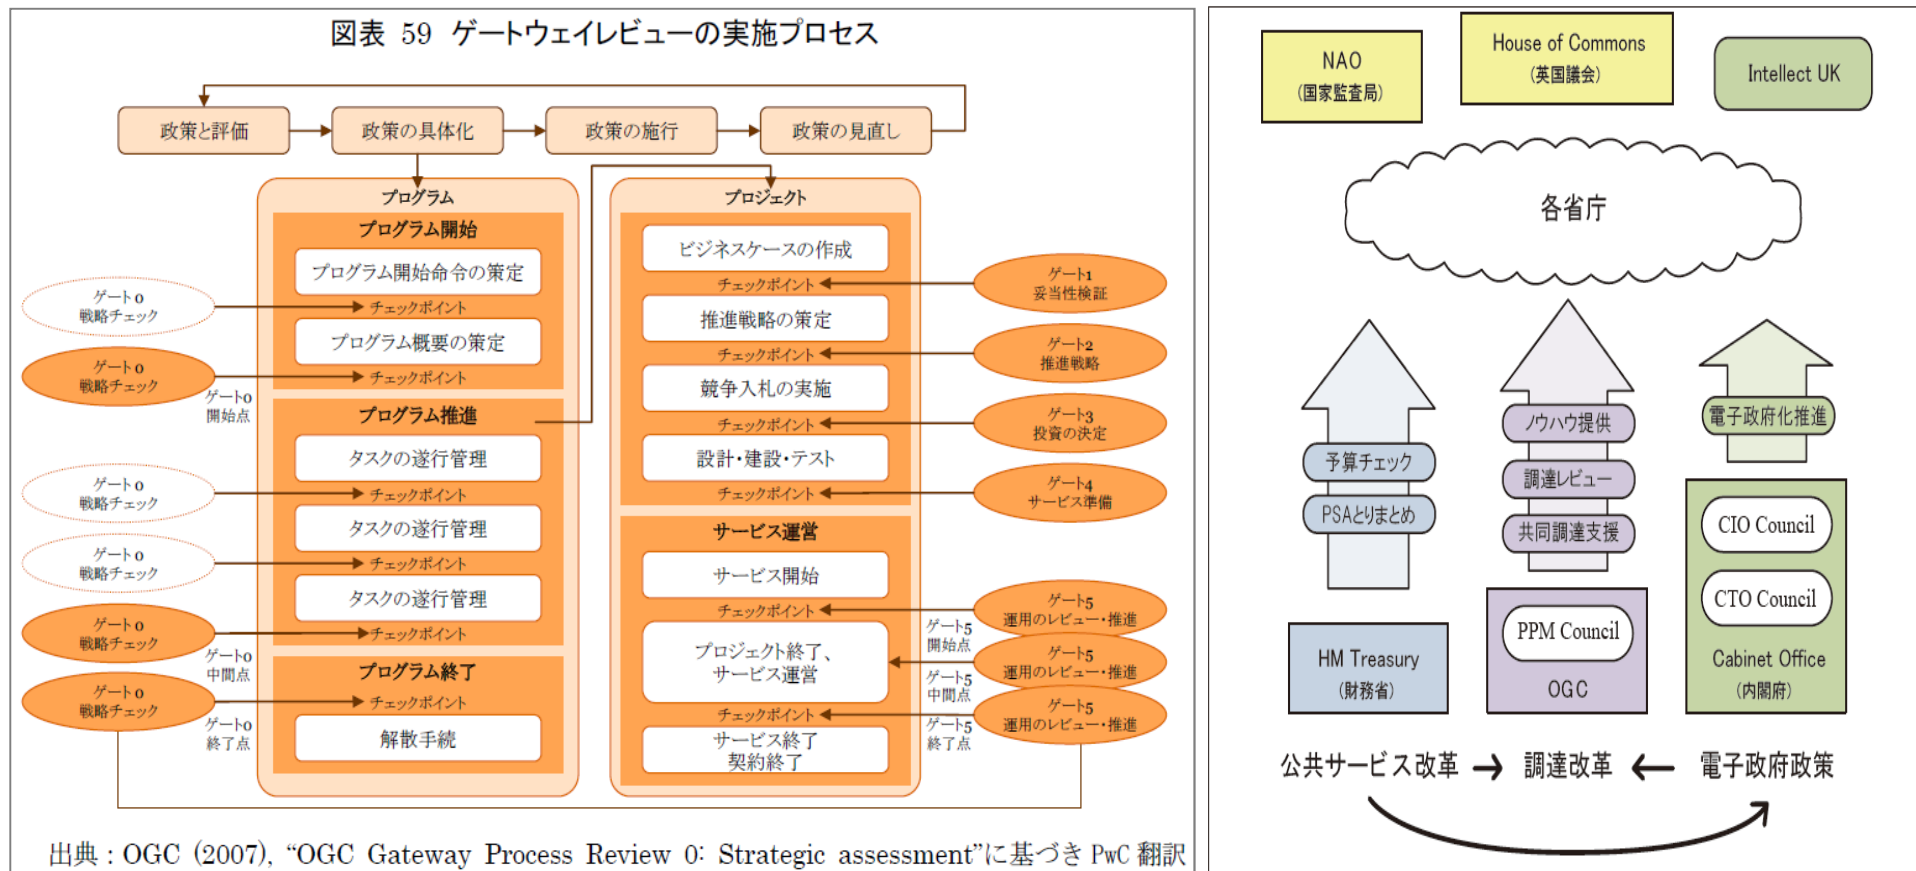 図表 59 ゲートウェイレビューの実施プロセス
政策と評価
政策の具体化
政策の施行
政策の見直し
プログラム
プログラム開始
プログラム開始命令の策定
チェックポイント
プログラム概要の策定
チェックポイント
プログラム推進
タスクの遂行管理
チェックポイント
タスクの遂行管理
チェックポイント
タスクの遂行管理
チェックポイント
プログラム終了
チェックポイント
解散手続
ゲート0
戦略チェック
ゲート0
戦略チェック
ゲート0
開始点
ゲート0
戦略チェック
ゲート0
戦略チェック
ゲート0
戦略チェック
ゲート0
中間点
ゲート0
戦略チェック
ゲート0
終了点
プロジェクト
ビジネスケースの作成
チェックポイント
推進戦略の策定
チェックポイント
競争入札の実施
チェックポイント
設計・建設・テスト
チェックポイント
サービス運営
サービス開始
チェックポイント
プロジェクト終了、
サービス運営
チェックポイント
サービス終了
契約終了
ゲート1
妥当性検証
ゲート2
推進戦略
ゲート3
投資の決定
ゲート4
サービス準備
ゲート5
運用のレビュー・推進
ゲート5
開始点
ゲート5
運用のレビュー・推進
ゲート5
中間点
ゲート5
運用のレビュー・推進
ゲート5
終了点
出典：OGC (2007), “OGC Gateway Process Review 0: Strategic assessment”に基づき PwC 翻訳
NAO
(国家監査局)
House of Commons
(英国議会)
Intellect UK
各省庁
予算チェック
PSAとりまとめ
ノウハウ提供
調達レビュー
共同調達支援
電子政府化推進
HM Treasury
(財務省)
PPM Council
OGC
CIO Council
CTO Council
Cabinet Office
(内閣府)
公共サービス改革
調達改革
電子政府政策